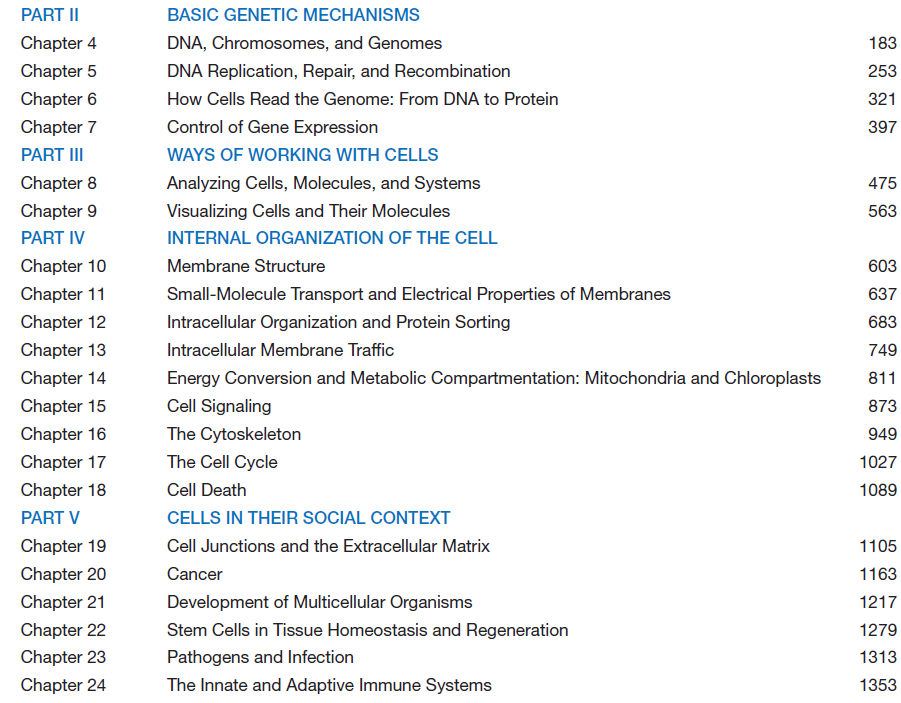 PART II BASIC GENETIC MECHANISMS
Chapter 4 DNA, Chromosomes, and Genomes 183
Chapter 5 DNA Replication, Repair, and Recombination 253
Chapter 6 How Cells Read the Genome: From DNA to Protein 321
Chapter 7 Control of Gene Expression 397
PART III WAYS OF WORKING WITH CELLS
Chapter 8 Analyzing Cells, Molecules, and Systems 475
Chapter 9 Visualizing Cells and Their Molecules 563
PART IV INTERNAL ORGANIZATION OF THE CELL
Chapter 10 Membrane Structure 603
Chapter 11 Small-Molecule Transport and Electrical Properties of Membranes 637
Chapter 12 Intracellular Organization and Protein Sorting 683
Chapter 13 Intracellular Membrane Traffic 749
Chapter 14 Energy Conversion and Metabolic Compartmentation: Mitochondria and Chloroplasts 811
Chapter 15 Cell Signaling 873
Chapter 16 The Cytoskeleton 949
Chapter 17 The Cell Cycle 1027
Chapter 18 Cell Death 1089
PART V CELLS IN THEIR SOCIAL CONTEXT
Chapter 19 Cell Junctions and the Extracellular Matrix 1105
Chapter 20 Cancer 1163
Chapter 21 Development of Multicellular Organisms 1217
Chapter 22 Stem Cells in Tissue Homeostasis and Regeneration 1279
Chapter 23 Pathogens and Infection 1313
Chapter 24 The Innate and Adaptive Immune Systems 1353